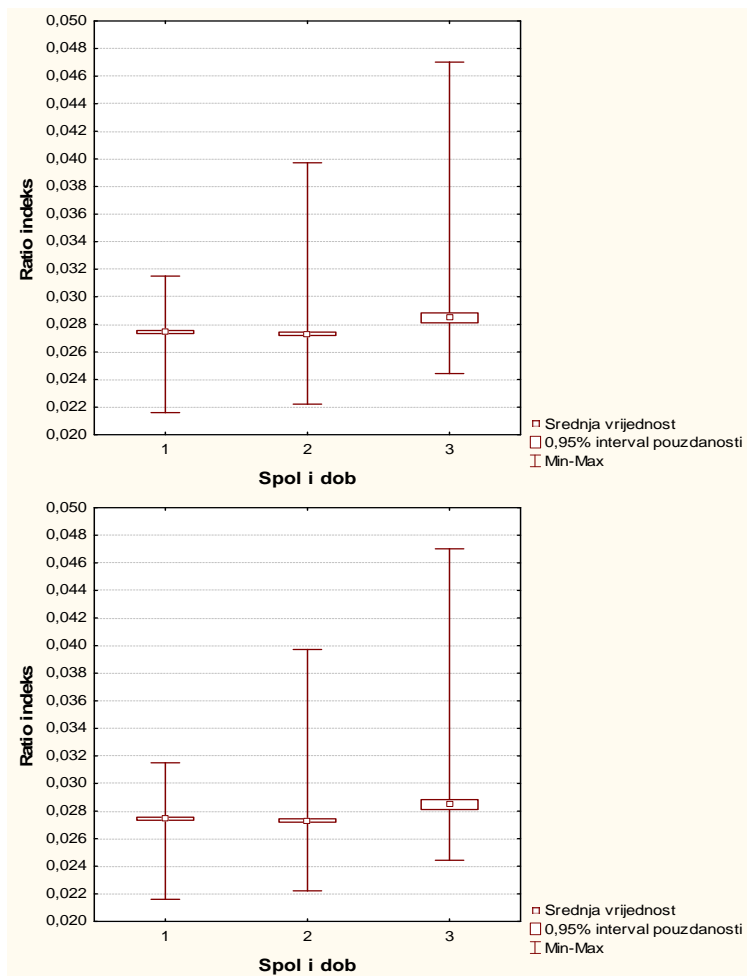 0,050
0,048
0,046
0,044
0,042
0,040
0,038
0,036
0,034
0,032
0,030
0,028
0,026
0,024
0,022
0,020
Ratio indeks
1 2 3
Spol i dob
Srednja vrijednost
0,95% interval pouzdanosti
Min-Max
0,050
0,048
0,046
0,044
0,042
0,040
0,038
0,036
0,034
0,032
0,030
0,028
0,026
0,024
0,022
0,020
Ratio indeks
1 2 3
Spol i dob
Srednja vrijednost
0,95% interval pouzdanosti
Min-Max